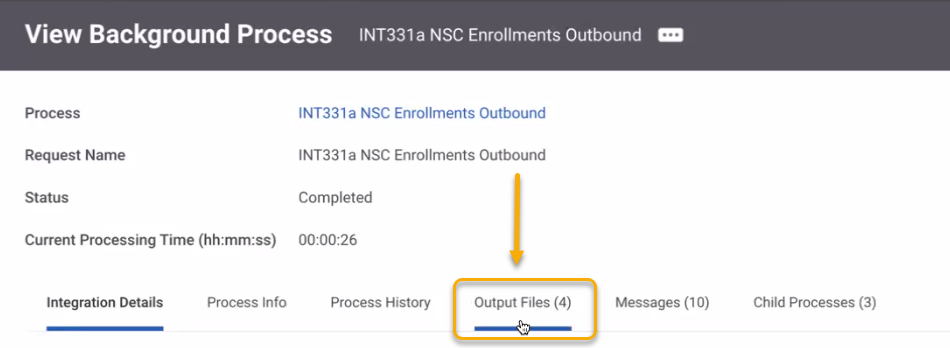 View Background Process INT331a NSC Enrollments Outbound
Process INT331a NSC Enrollments Outbound
Request Name INT331a NSC Enrollments Outbound
Status Completed
Current Processing Time (hh:mm:ss) 00:00:26
Integration Details Process Info Process History Output Files (4) Messages (10) Child Processes (3)